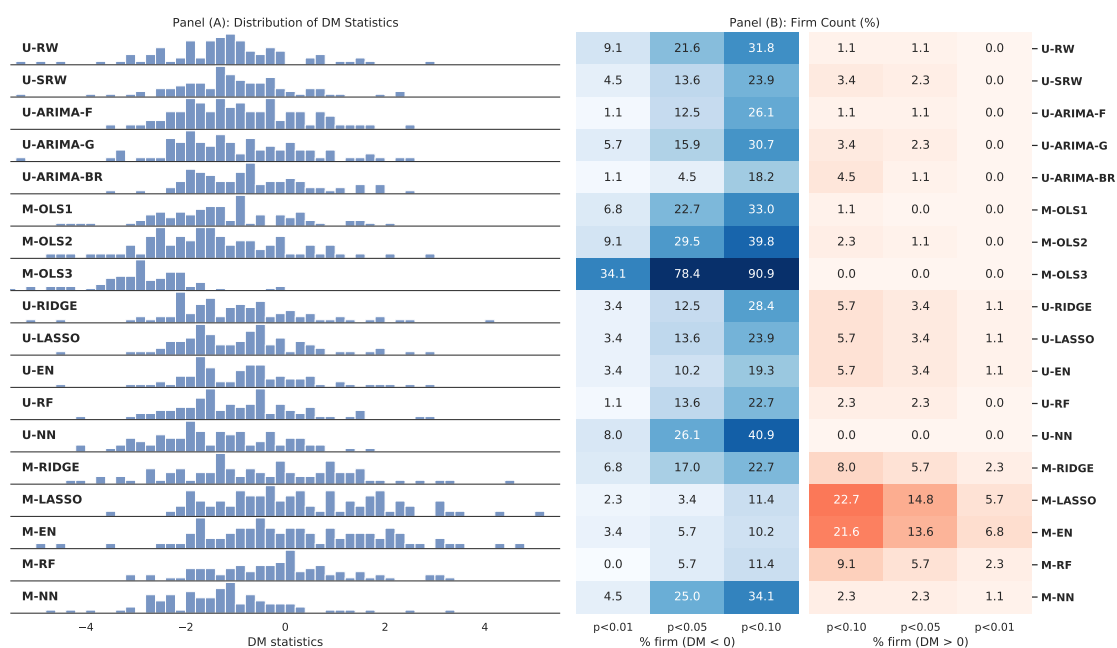 Panel (A): Distribution of DM Statistics
Panel (B): Firm Count (%)
U-RW 9.1 21.6 31.8 1.1 1.1 0.0 U-RW
U-SRW 4.5 13.6 23.9 3.4 2.3 0.0 U-SRW
U-ARIMA-F 1.1 12.5 26.1 1.1 1.1 0.0 U-ARIMA-F
U-ARIMA-G 5.7 15.9 30.7 3.4 2.3 0.0 U-ARIMA-G
U-ARIMA-BR 1.1 4.5 18.2 4.5 1.1 0.0 U-ARIMA-BR
M-OLS1 6.8 22.7 33.0 1.1 0.0 0.0 M-OLS1
M-OLS2 9.1 29.5 39.8 2.3 1.1 0.0 M-OLS2
M-OLS3 34.1 78.4 90.9 0.0 0.0 0.0 M-OLS3
U-RIDGE 3.4 12.5 28.4 5.7 3.4 1.1 U-RIDGE
U-LASSO 3.4 13.6 23.9 5.7 3.4 1.1 U-LASSO
U-EN 3.4 10.2 19.3 5.7 3.4 1.1 U-EN
U-RF 1.1 13.6 22.7 2.3 2.3 0.0 U-RF
U-NN 8.0 26.1 40.9 0.0 0.0 0.0 U-NN
M-RIDGE 6.8 17.0 22.7 8.0 5.7 2.3 M-RIDGE
M-LASSO 2.3 3.4 11.4 22.7 14.8 5.7 M-LASSO
M-EN 3.4 5.7 10.2 21.6 13.6 6.8 M-EN
M-RF 0.0 5.7 11.4 9.1 5.7 2.3 M-RF
M-NN 4.5 25.0 34.1 2.3 2.3 1.1 M-NN
−4 −2 0 2 4 p<0.01 p<0.05 p<0.10 p<0.10 p<0.05 p<0.01
DM statistics % firm (DM < 0) % firm (DM > 0)